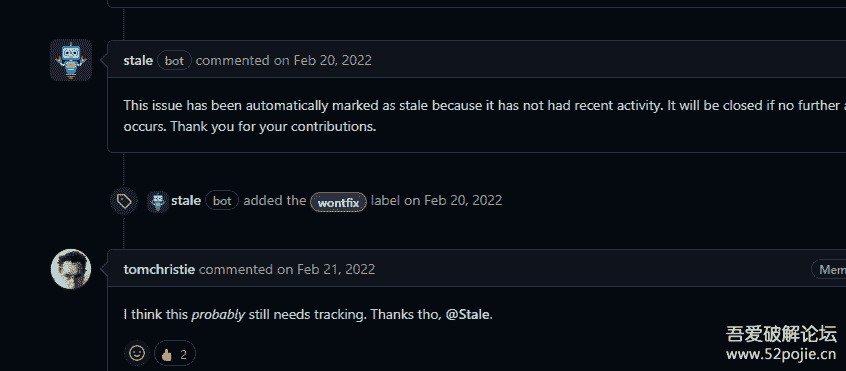 stale bot commented on Feb 20, 2022
This issue has been automatically marked as stale because it has not had recent activity. It will be closed if no further
occurs. Thank you for your contributions.
stale bot added the wontfix label on Feb 20, 2022
tomchristie commented on Feb 21, 2022
I think this probably still needs tracking. Thanks tho, @Stale.
2
吾爱破解论坛
www.52pojie.cn